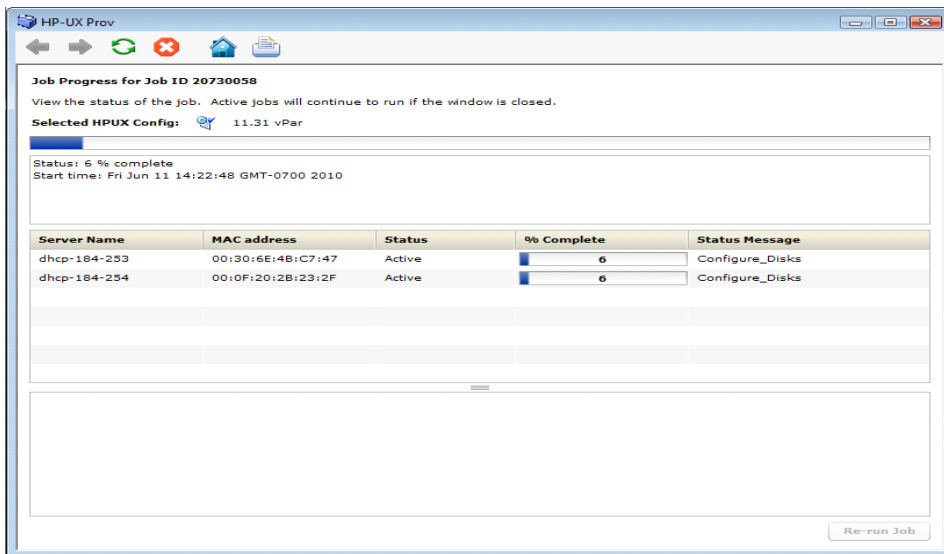 HP-UX Prov
Job Progress for Job ID 20730058
View the status of the job. Active jobs will continue to run if the window is closed.
Selected HPUX Config: 11.31 vPar
Status: 6 % complete
Start time: Fri Jun 11 14:22:48 GMT-0700 2010
Server Name MAC address Status % Complete Status Message
dhcp-184-253 00:30:6E:4B:C7:47 Active 6 Configure_Disks
dhcp-184-254 00:0F:20:2B:23:2F Active 6 Configure_Disks
Re-run Job